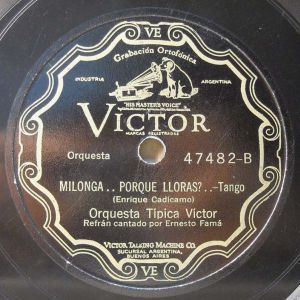 VE
Grabación Ortofónica
INDUSTRIA
ARGENTINA
"HIS MASTER'S VOICE"
VICTOR
MARCAS REGISTRADAS
Orquesta
47482-B
MILONGA.. PORQUE LLORAS?..-Tango
(Enrique Cadicamo)
Orquesta Típica Victor
Refrán cantado por Ernesto Famá
VICTOR TALKING MACHINE CO.
SUCURSAL ARGENTINA,
BUENOS AIRES
VE